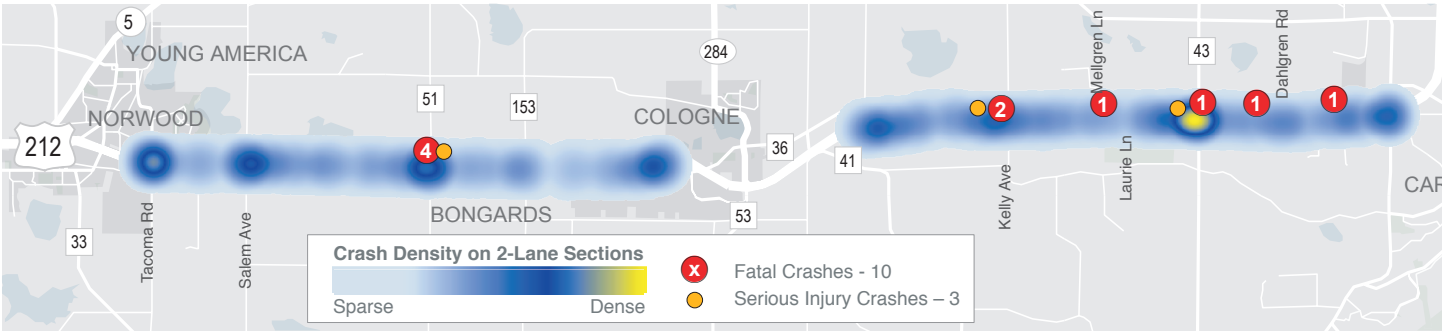 5
YOUNG AMERICA
NORWOOD
212
33
Tacoma Rd
Salem Ave
51
4
153
BONGARDS
COLOGNE
284
36
53
41
2
Kelly Ave
Mellgren Ln
1
Laurie Ln
43
1
1
Dahlgren Rd
1
CAR
Crash Density on 2-Lane Sections
Sparse
Dense
x
Fatal Crashes - 10
Serious Injury Crashes – 3